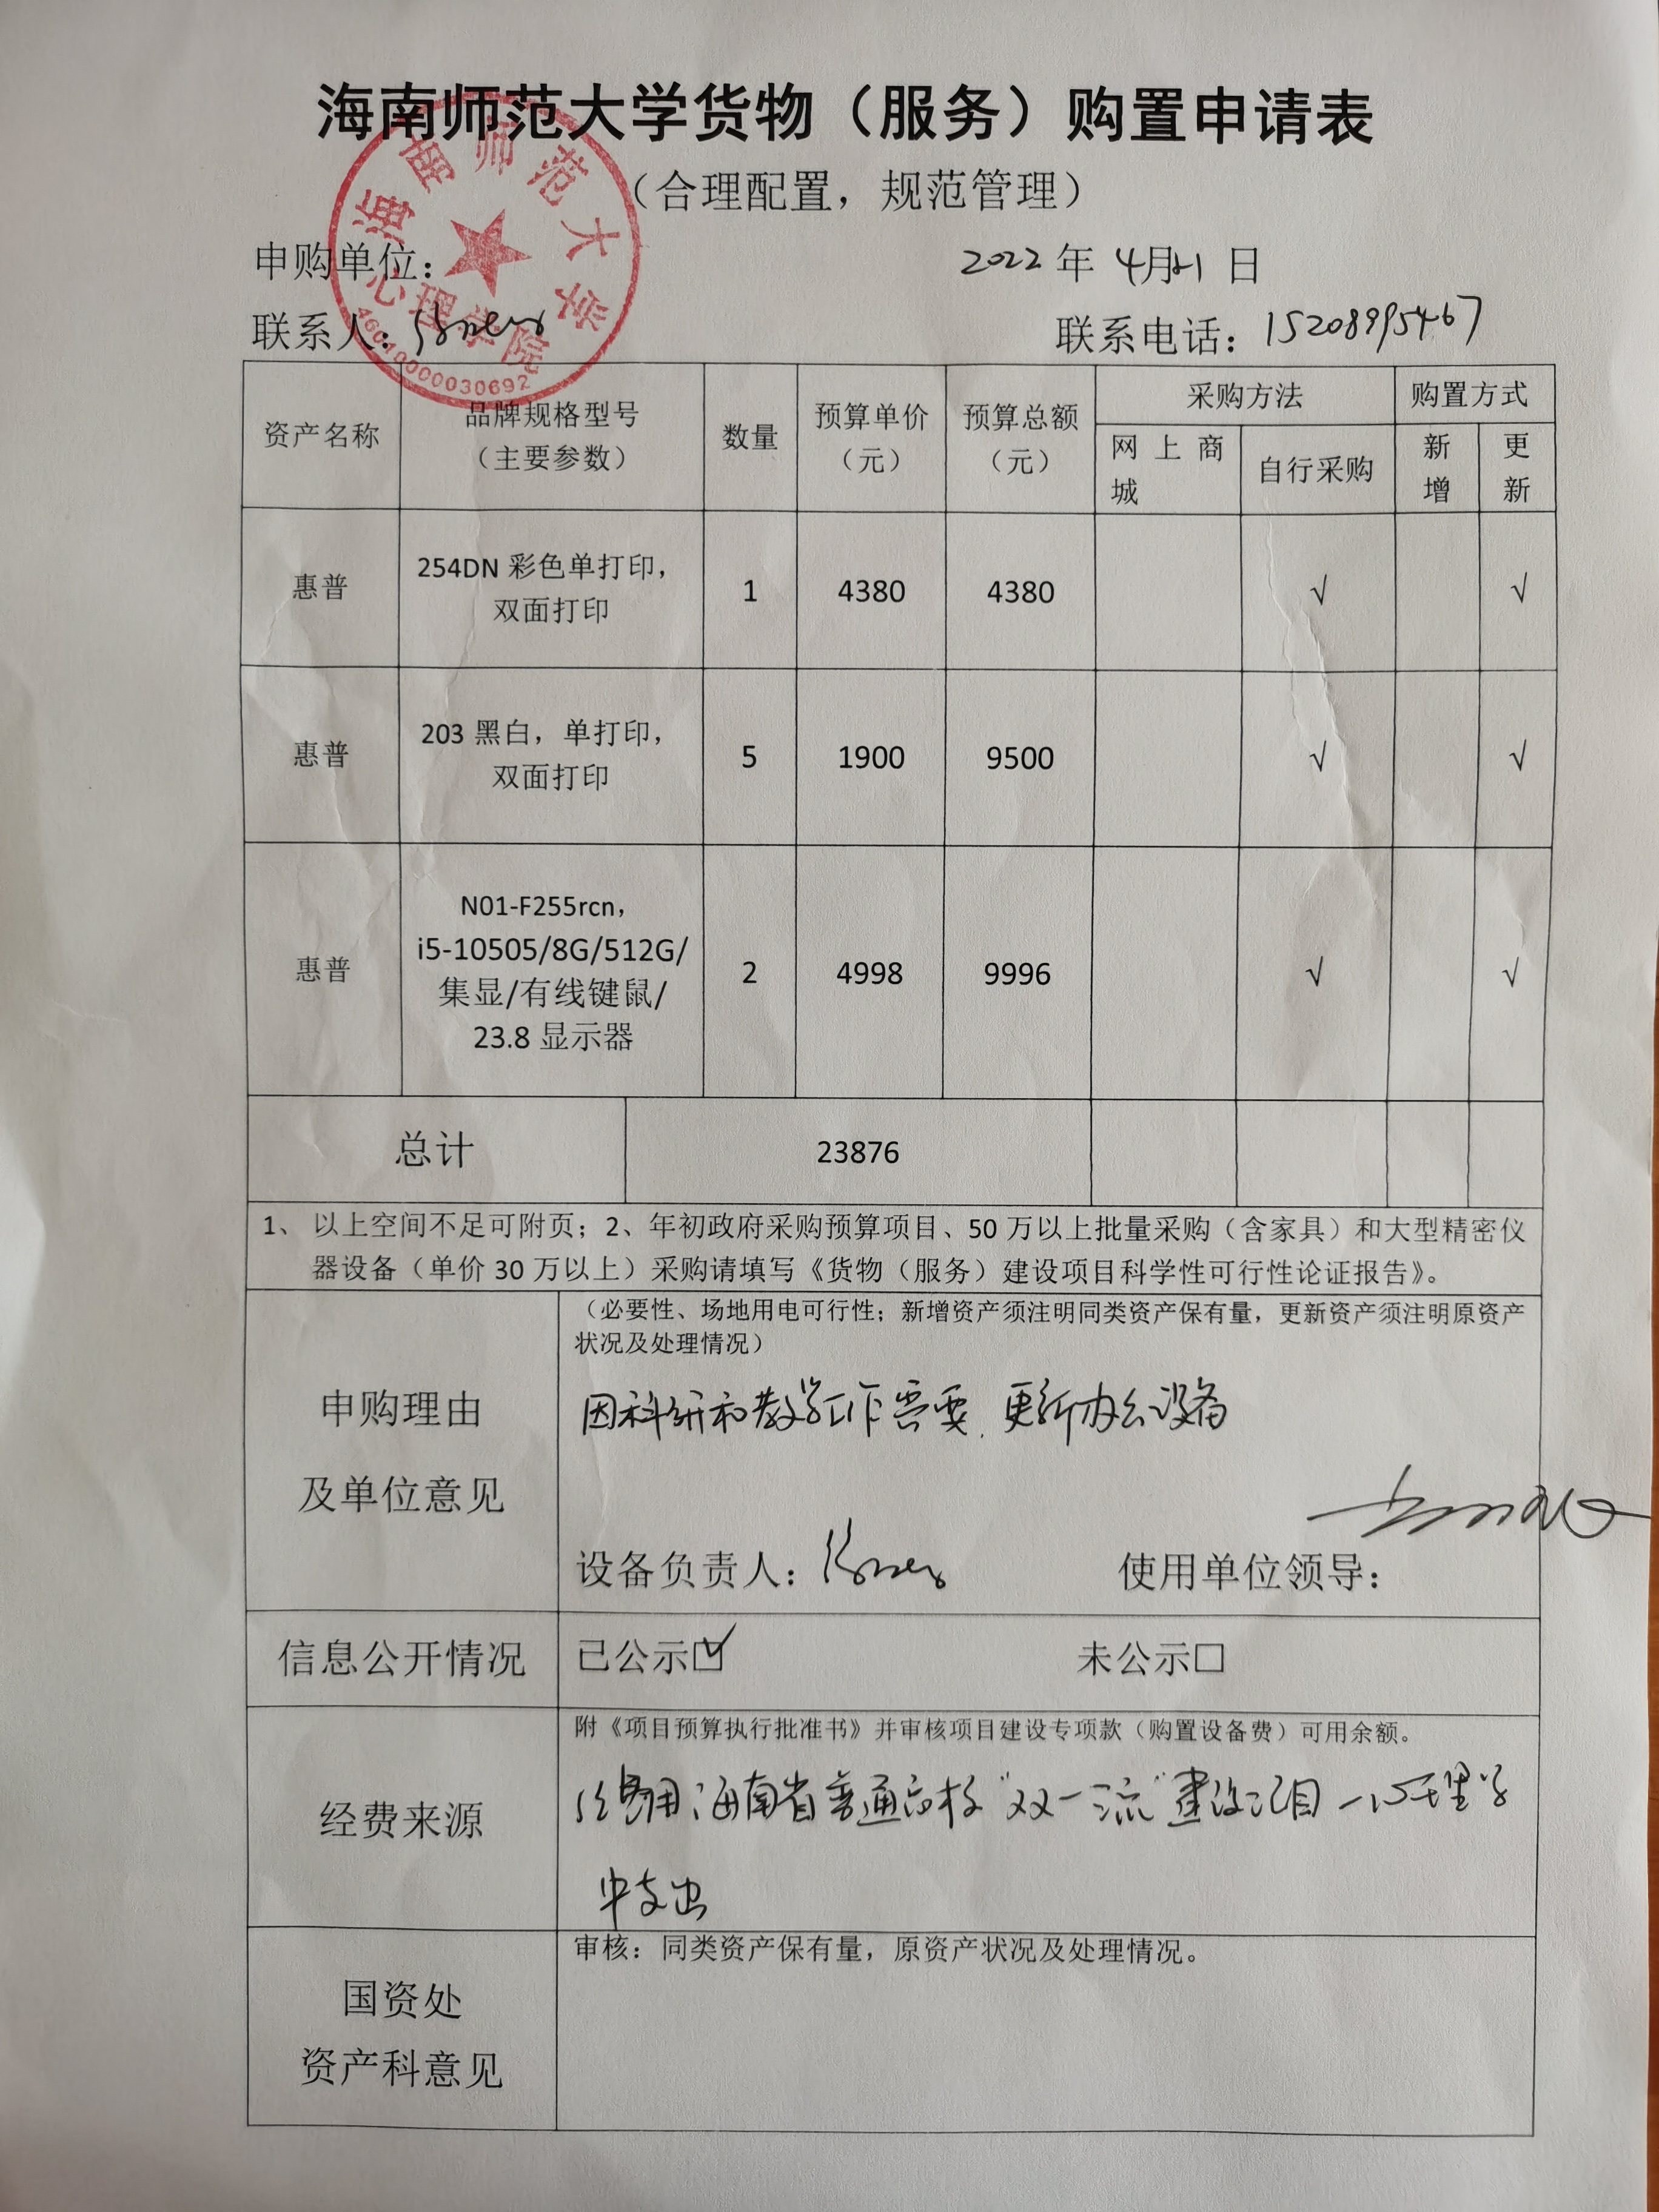 海南师范大学货物（服务）购置申请表
（合理配置，规范管理）
海南师范大学
心理学院
4601000030692
申购单位：
2022 年 4月21 日
联系人：
联系电话：15208995467
资产名称 品牌规格型号（主要参数） 数量 预算单价（元） 预算总额（元） 采购方法 购置方式
网上商城 自行采购 新增 更新
惠普 254DN 彩色单打印，双面打印 1 4380 4380 √ √
惠普 203 黑白，单打印，双面打印 5 1900 9500 √ √
惠普 N01-F255rcn，i5-10505/8G/512G/集显/有线键鼠/23.8 显示器 2 4998 9996 √ √
总计 23876
1、 以上空间不足可附页；2、年初政府采购预算项目、50 万以上批量采购（含家具）和大型精密仪
器设备（单价 30 万以上）采购请填写《货物（服务）建设项目科学性可行性论证报告》。
申购理由
及单位意见
（必要性、场地用电可行性；新增资产须注明同类资产保有量，更新资产须注明原资产
状况及处理情况）
因科研和教学工作需要，更新办公设备
设备负责人： 使用单位领导：
信息公开情况 已公示☑ 未公示□
经费来源
附《项目预算执行批准书》并审核项目建设专项款（购置设备费）可用余额。
海南省普通高校“双一流”建设项目—心理学
中支出
国资处
资产科意见
审核：同类资产保有量，原资产状况及处理情况。